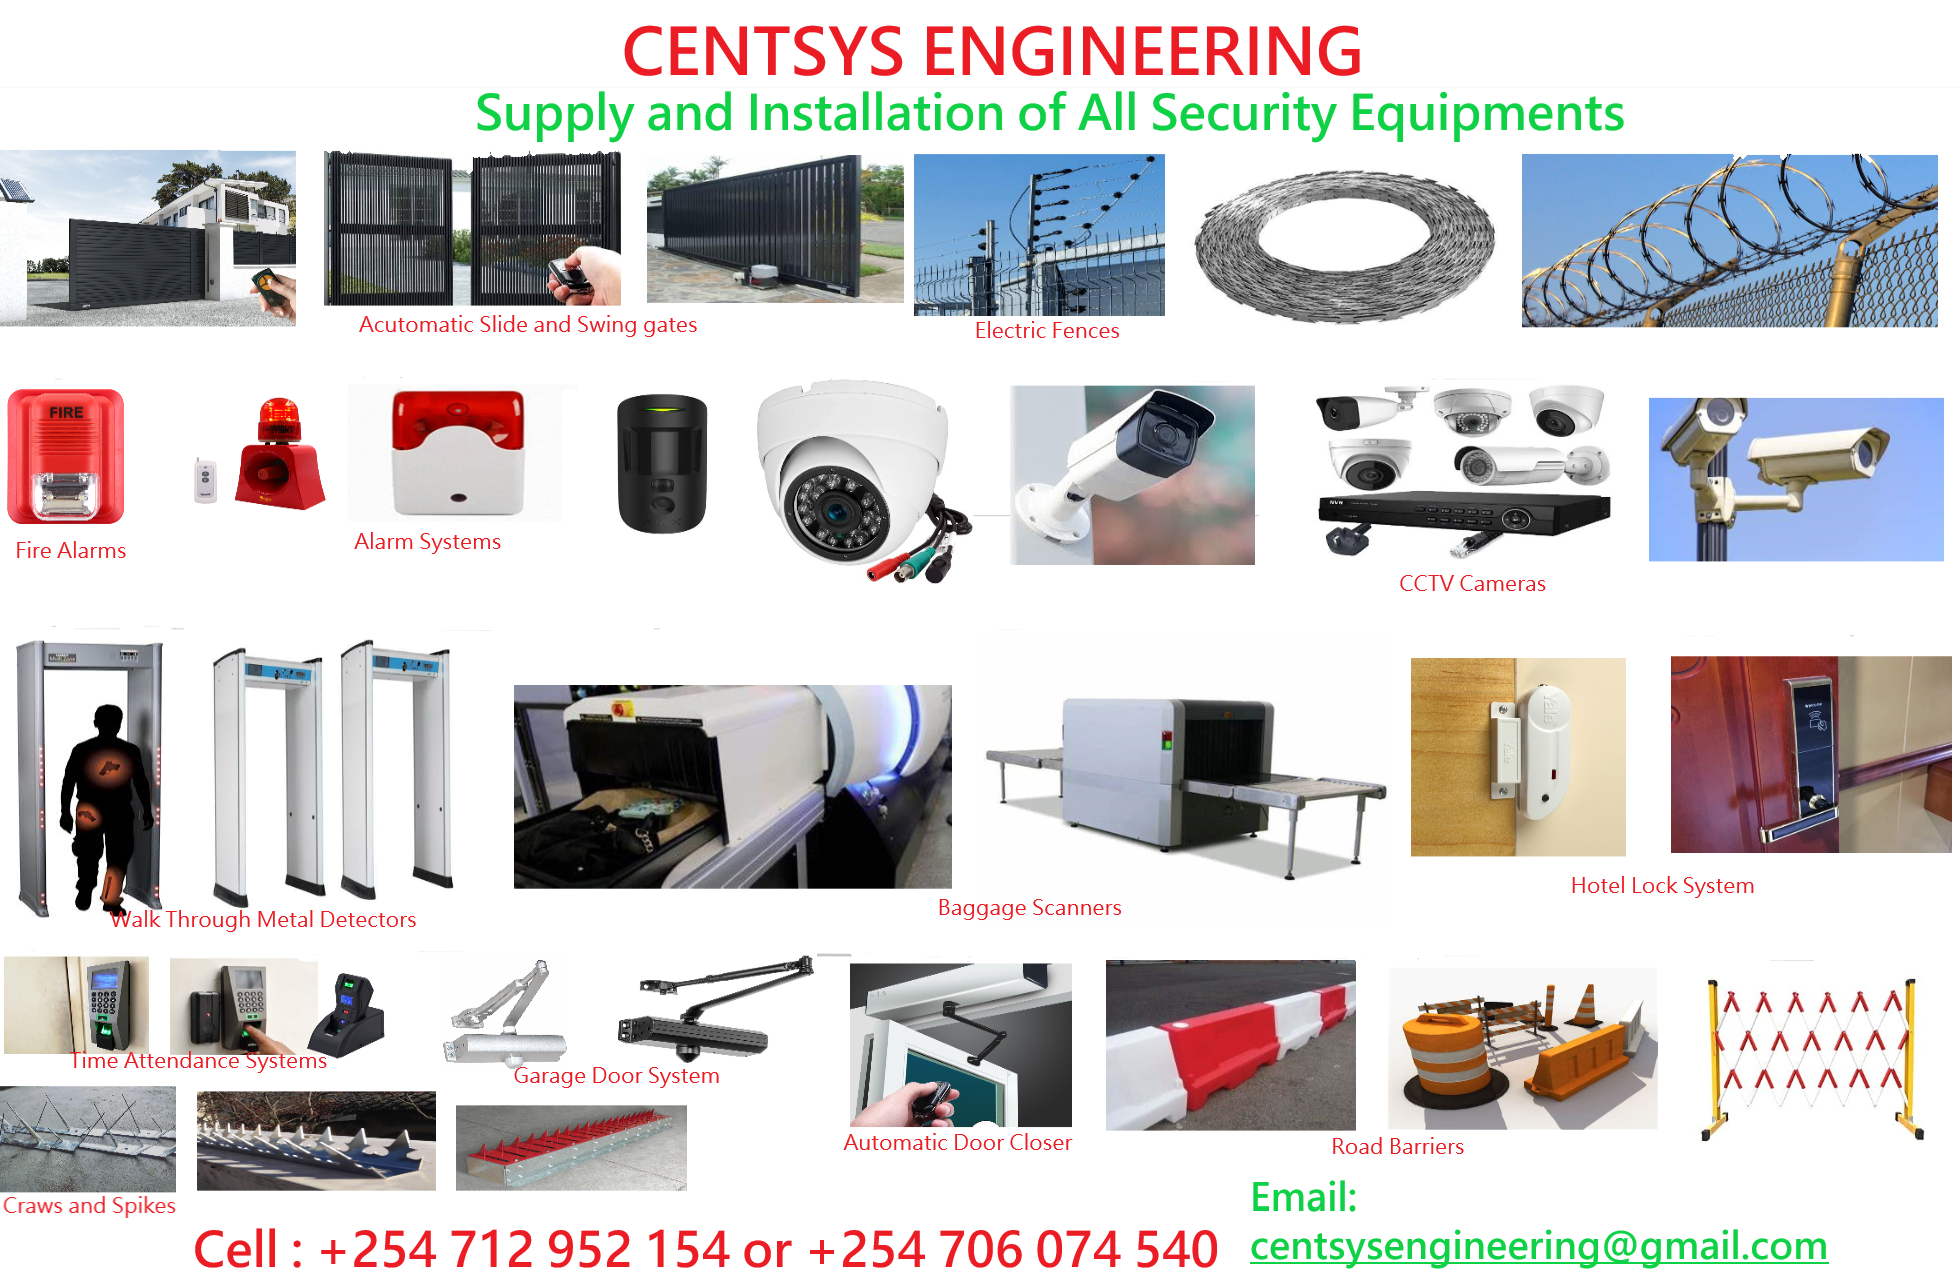 CENTSYS ENGINEERING
Supply and Installation of All Security Equipments
Acutomatic Slide and Swing gates
Electric Fences
FIRE
Fire Alarms
Alarm Systems
NVR
CCTV Cameras
Walk Through Metal Detectors
Baggage Scanners
Yale
Yale
Hotel Lock System
Time Attendance Systems
Garage Door System
Automatic Door Closer
Road Barriers
Craws and Spikes
Cell : +254 712 952 154 or +254 706 074 540
Email:
centsysengineering@gmail.com